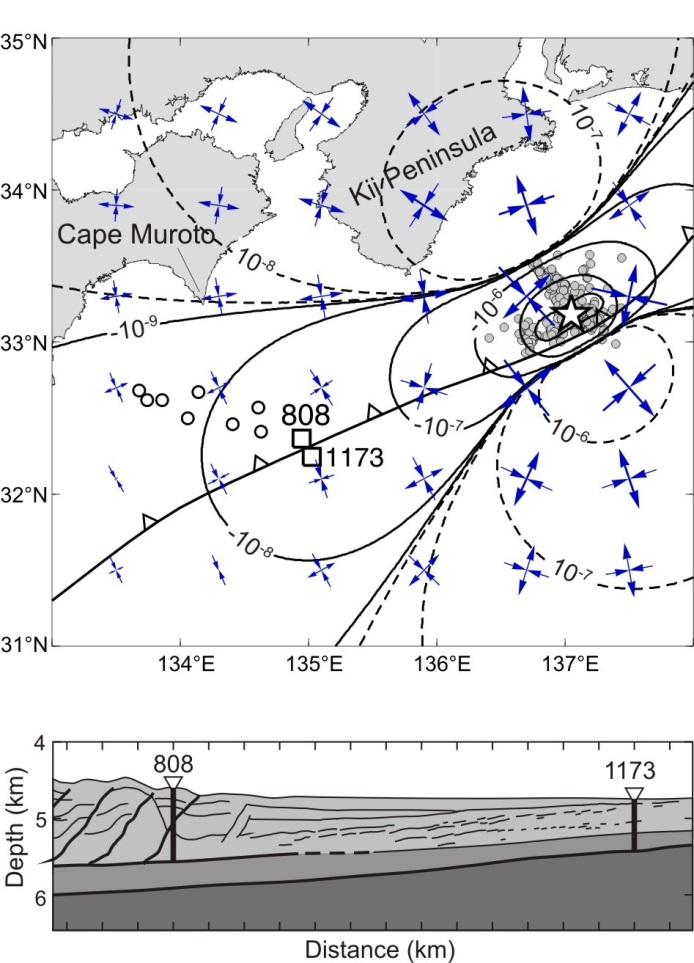 35°N
34°N
33°N
32°N
31°N
134°E
135°E
136°E
137°E
Kii Peninsula
Cape Muroto
10-7
10-8
-10-9
-10-6
-10-7
10-6
-10-8
10-7
808
1173
808
1173
4
5
6
Depth (km)
Distance (km)